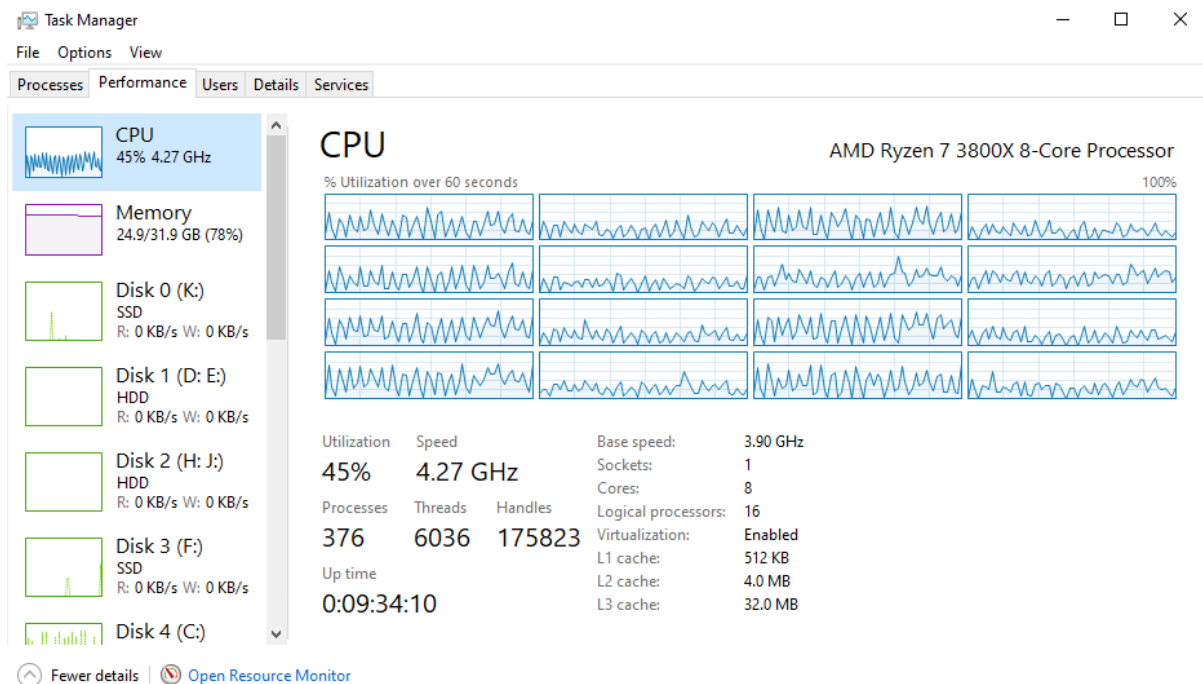 Task Manager
File Options View
Processes Performance Users Details Services
CPU
45% 4.27 GHz
Memory
24.9/31.9 GB (78%)
Disk 0 (K:)
SSD
R: 0 KB/s W: 0 KB/s
Disk 1 (D: E:)
HDD
R: 0 KB/s W: 0 KB/s
Disk 2 (H: J:)
HDD
R: 0 KB/s W: 0 KB/s
Disk 3 (F:)
SSD
R: 0 KB/s W: 0 KB/s
Disk 4 (C:)
CPU AMD Ryzen 7 3800X 8-Core Processor
% Utilization over 60 seconds 100%
Utilization Speed
45% 4.27 GHz
Processes Threads Handles
376 6036 175823
Up time
0:09:34:10
Base speed: 3.90 GHz
Sockets: 1
Cores: 8
Logical processors: 16
Virtualization: Enabled
L1 cache: 512 KB
L2 cache: 4.0 MB
L3 cache: 32.0 MB
Fewer details Open Resource Monitor